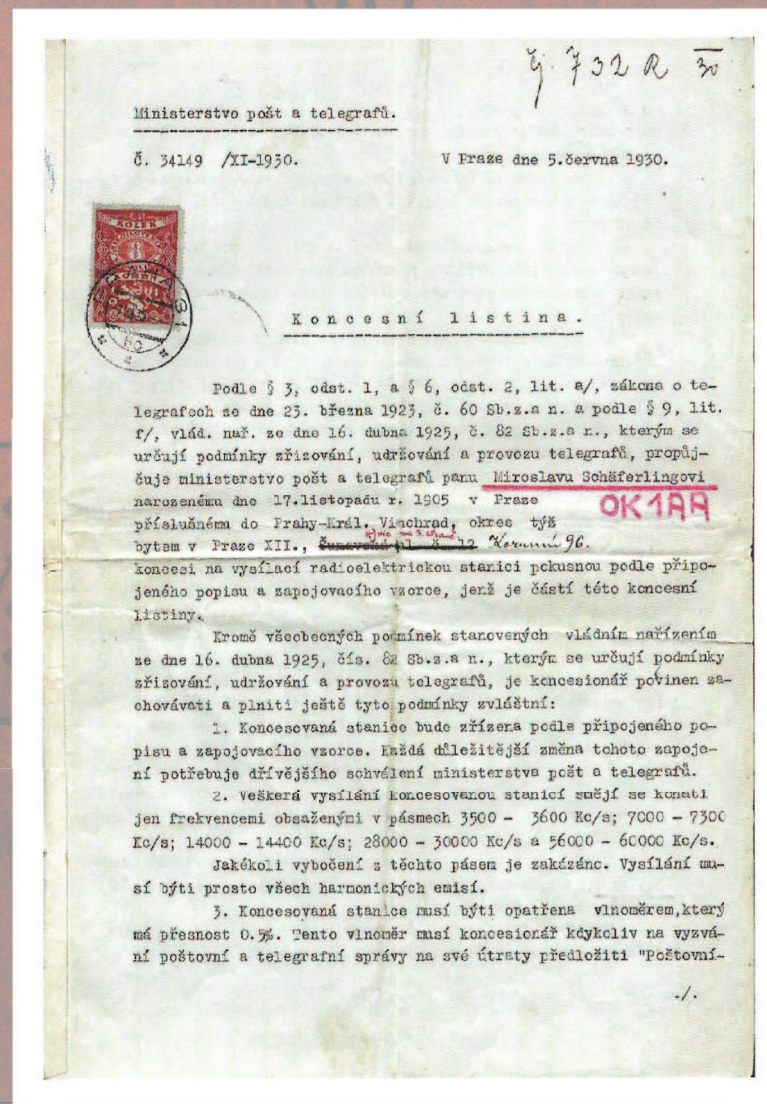 Čj. 732 R 30
Ministerstvo pošt a telegrafů.
Č. 34149 /XI-1930.
V Praze dne 5.června 1930.
KOLEK
Koncesní listina.
Podle § 3, odst. 1, a § 6, odst. 2, lit. a/, zákona o te-
legrafech ze dne 23. března 1923, č. 60 Sb.z.a n. a podle § 9, lit.
f/, vlád. nař. ze dne 16. dubna 1925, č. 82 Sb.z.a n., kterým se
určují podmínky zřizování, udržování a provozu telegrafů, propůj-
čuje ministerstvo pošt a telegrafů panu Miroslavu Schäferlingovi
narozenému dne 17.listopadu r. 1905 v Praze
OK1AA
příslušnému do Prahy-Král. Vinohrad, okres týž
bytem v Praze XII., Korunní 96.
koncesi na vysílací radioelektrickou stanici pokusnou podle připo-
jeného popisu a zapojovacího vzorce, jenž je částí této koncesní
listiny.
Kromě všeobecných podmínek stanovených vládním nařízením
ze dne 16. dubna 1925, čís. 82 Sb.z.a n., kterým se určují podmínky
zřizování, udržování a provozu telegrafů, je koncesionář povinen za-
chovávati a plniti ještě tyto podmínky zvláštní:
1. Koncesovaná stanice bude zřízena podle připojeného po-
pisu a zapojovacího vzorce. Každá důležitější změna tohoto zapoje-
ní potřebuje dřívějšího schválení ministerstva pošt a telegrafů.
2. Veškerá vysílání koncesovanou stanicí smějí se konati
jen frekvencemi obsaženými v pásmech 3500 - 3600 Kc/s; 7000 - 7300
Kc/s; 14000 - 14400 Kc/s; 28000 - 30000 Kc/s a 56000 - 60000 Kc/s.
Jakékoli vybočení z těchto pásem je zakázáno. Vysílání mu-
sí býti prosto všech harmonických emisí.
3. Koncesovaná stanice musí býti opatřena vlnoměrem,který
má přesnost 0.5%. Tento vlnoměr musí koncesionář kdykoliv na vyzvá-
ní poštovní a telegrafní správy na své útraty předložiti "Poštovní-
./.